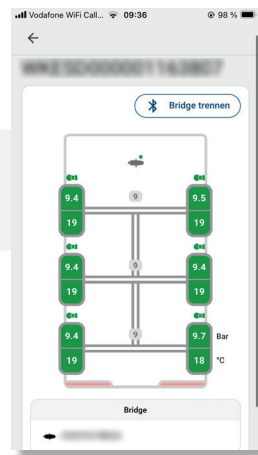 Vodafone WiFi Call... 09:36 98 %
Bridge trennen
9.4 9 9.5
19 19
9.4 9 9.4
19 19
9.4 9 9.7 Bar
19 18 °C
Bridge